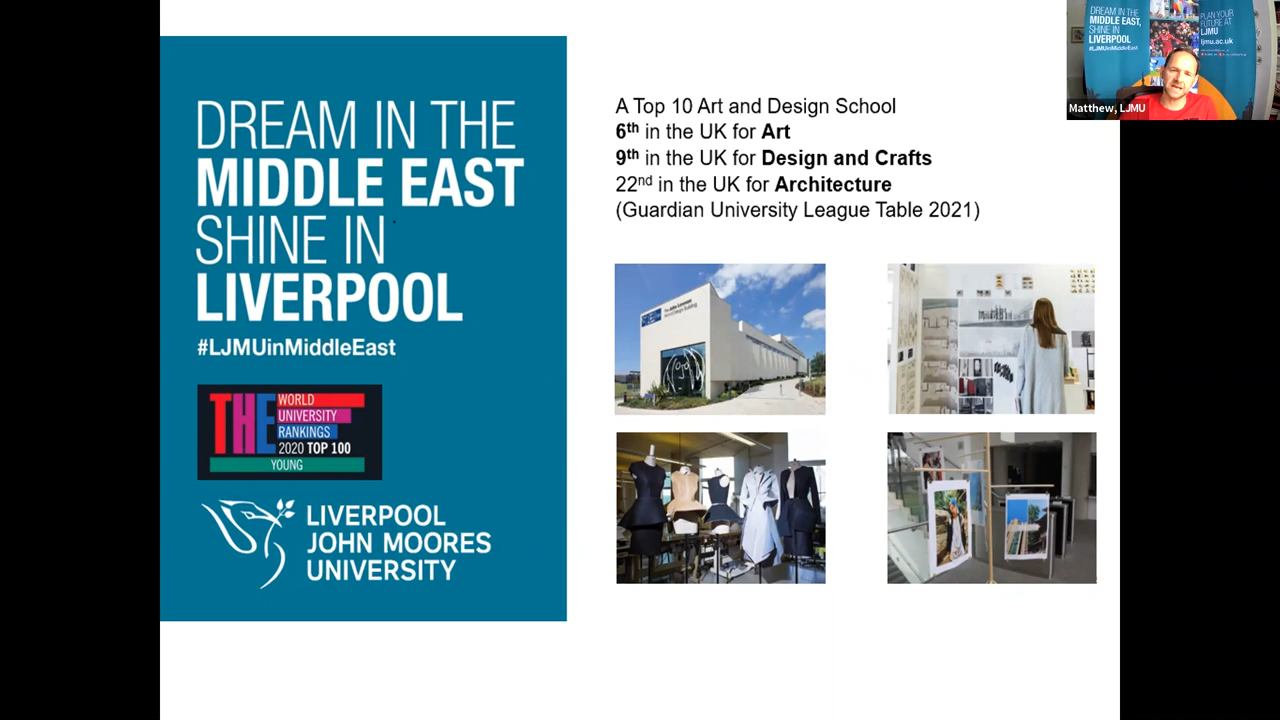 DREAM IN THE
MIDDLE EAST
SHINE IN
LIVERPOOL
#LJMUinMiddleEast
THE
WORLD
UNIVERSITY
RANKINGS
2020 TOP 100
YOUNG
LIVERPOOL
JOHN MOORES
UNIVERSITY
A Top 10 Art and Design School
6th in the UK for Art
9th in the UK for Design and Crafts
22nd in the UK for Architecture
(Guardian University League Table 2021)
DREAM IN THE
MIDDLE EAST,
SHINE IN
LIVERPOOL
#LJMUinMiddleEast
PLAN YOUR
FUTURE AT
LJMU
ljmu.ac.uk
Matthew, LJMU